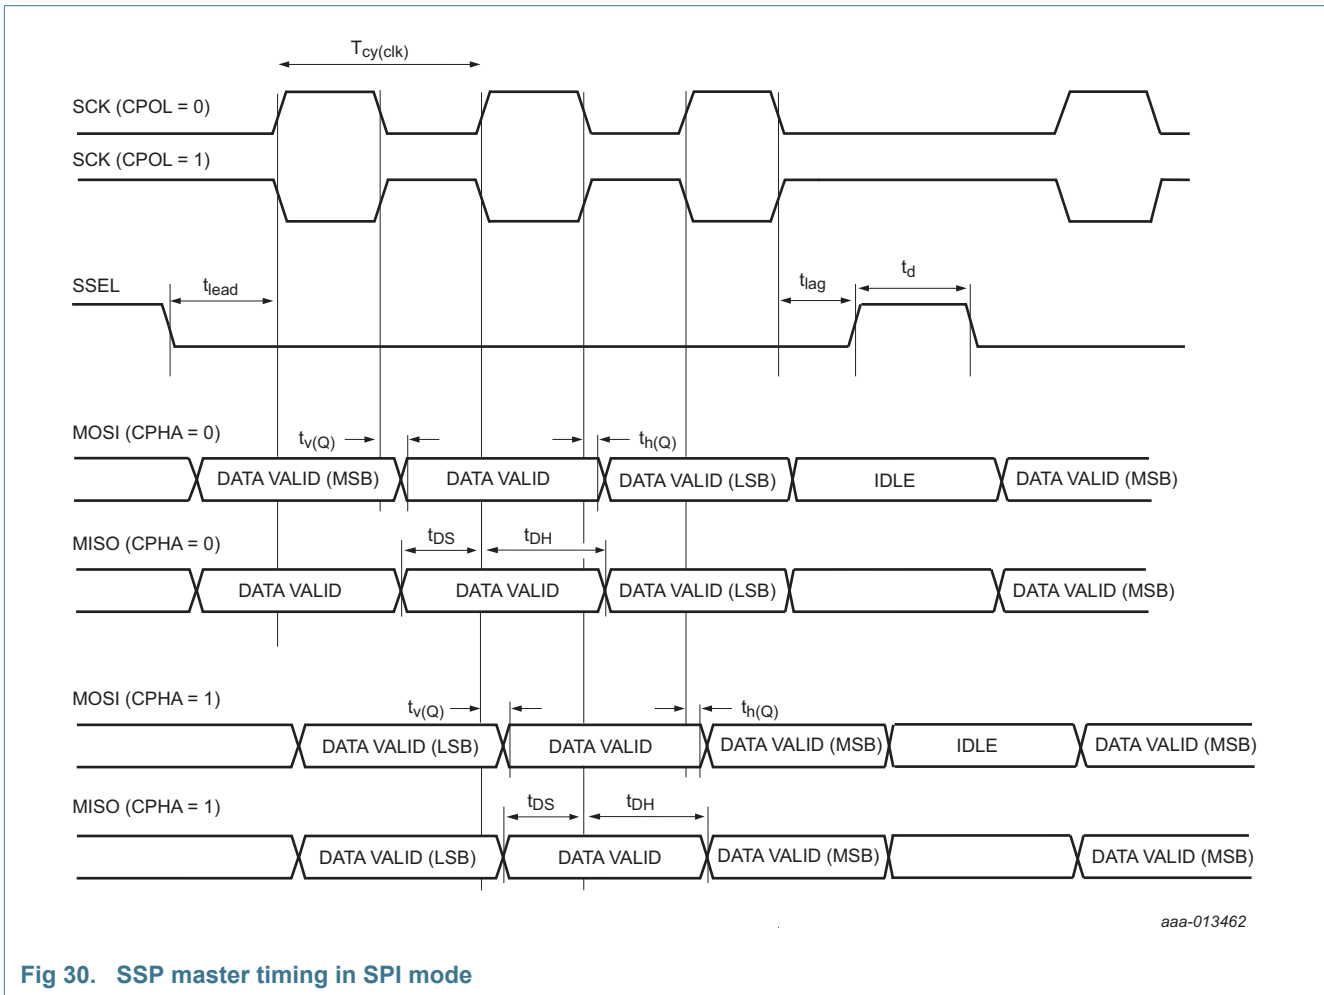 Tcy(clk)
SCK (CPOL = 0)
SCK (CPOL = 1)
SSEL
tlead
tlag
td
MOSI (CPHA = 0)
tv(Q)
th(Q)
DATA VALID (MSB) DATA VALID DATA VALID (LSB) IDLE DATA VALID (MSB)
MISO (CPHA = 0)
tDS
tDH
DATA VALID DATA VALID DATA VALID (LSB) DATA VALID (MSB)
MOSI (CPHA = 1)
tv(Q)
th(Q)
DATA VALID (LSB) DATA VALID DATA VALID (MSB) IDLE DATA VALID (MSB)
MISO (CPHA = 1)
tDS
tDH
DATA VALID (LSB) DATA VALID DATA VALID (MSB) DATA VALID (MSB)
aaa-013462
Fig 30. SSP master timing in SPI mode